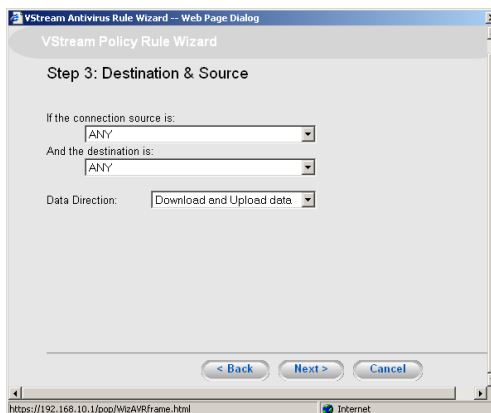 VStream Antivirus Rule Wizard -- Web Page Dialog
VStream Policy Rule Wizard
Step 3: Destination & Source
If the connection source is:
ANY
And the destination is:
ANY
Data Direction: Download and Upload data
< Back Next > Cancel
https://192.168.10.1/pop/WizAVRframe.html Internet